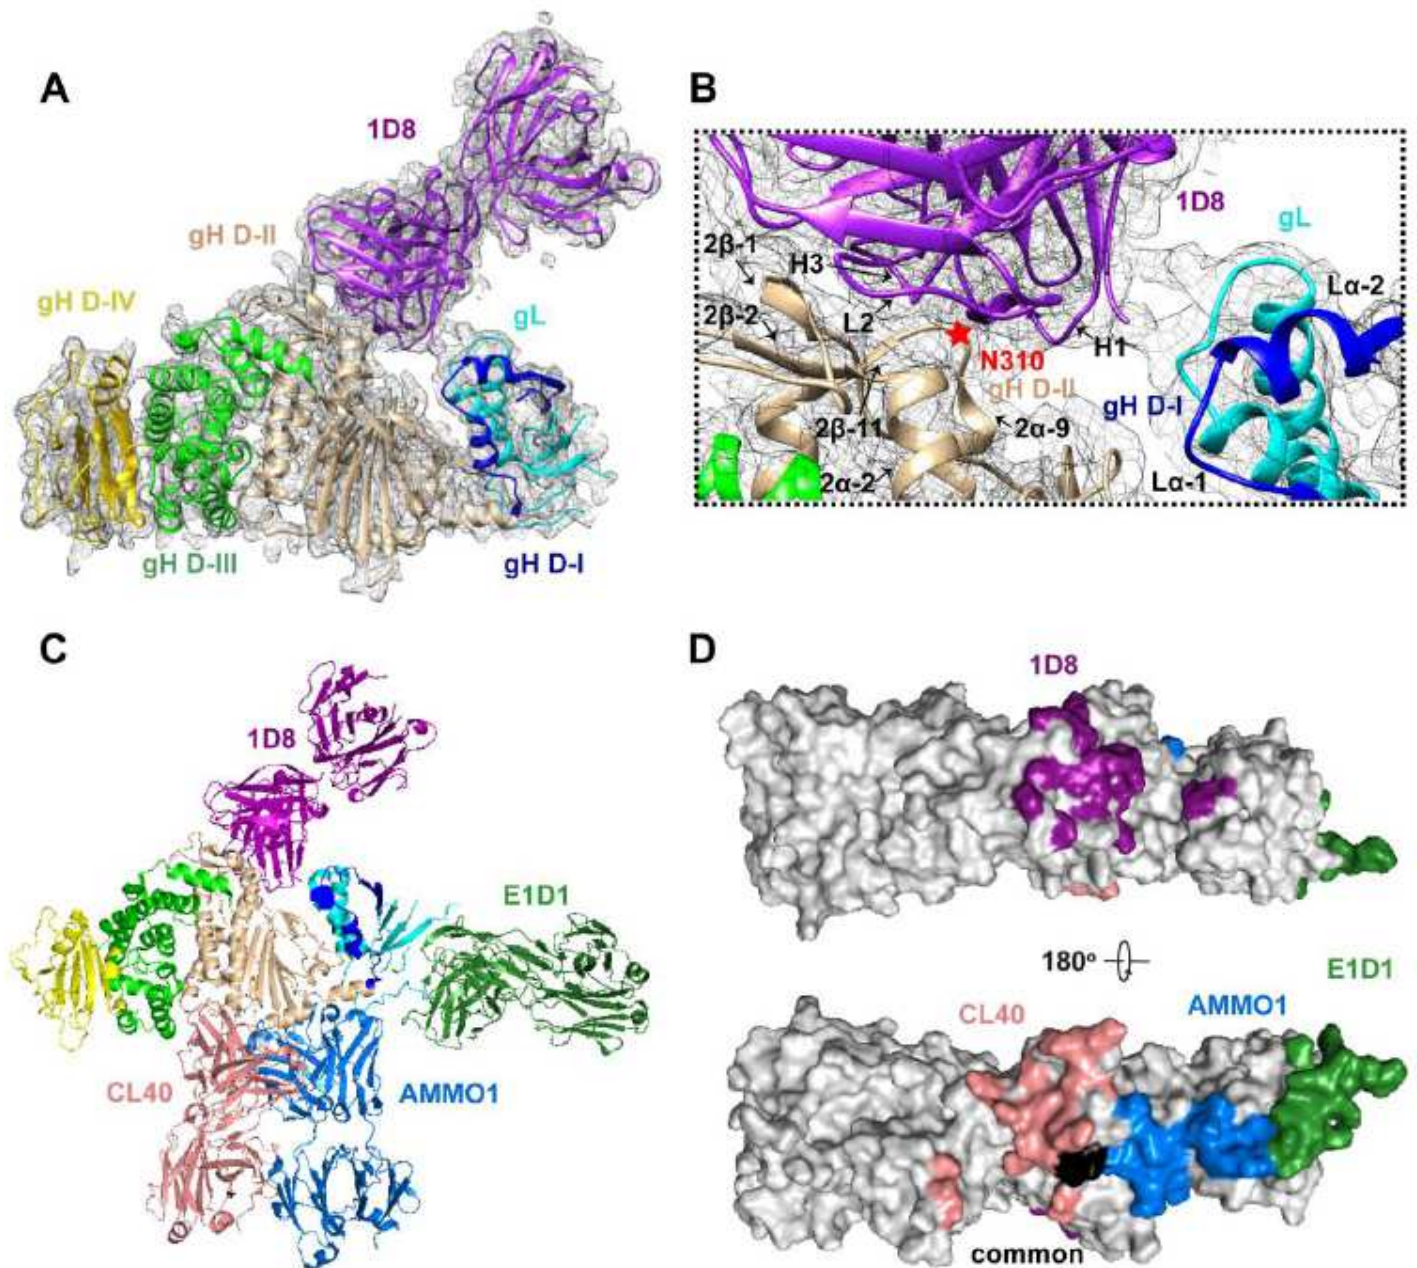 A
1D8
gH D-II
gH D-IV
gL
gH D-III
gH D-I
B
1D8
gL
2β-1
H3
Lα-2
2β-2
L2
N310
H1
gH D-II
gH D-I
2β-11
2α-9
2α-2
Lα-1
C
1D8
E1D1
CL40
AMMO1
D
1D8
180º
E1D1
CL40
AMMO1
common